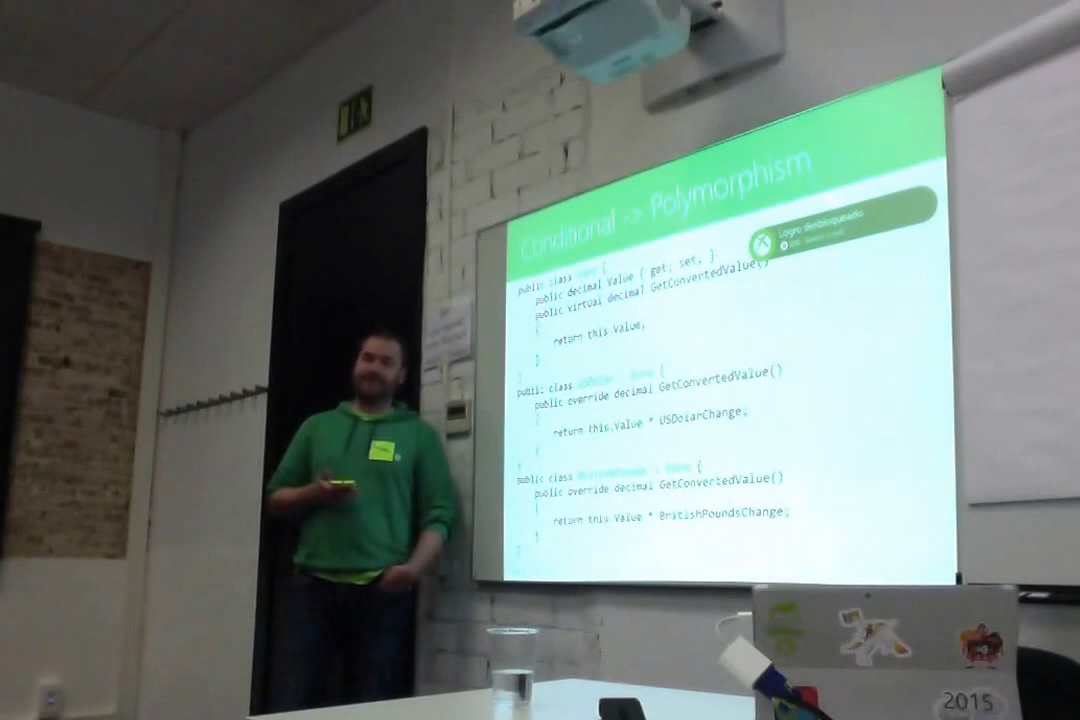 Conditional -> Polymorphism
Logro desbloqueado
public class {
public decimal Value { get; set; }
public virtual decimal GetConvertedValue()
{
return this.Value;
}
}
public class {
public override decimal GetConvertedValue()
{
return this.Value * USDolarChange;
}
}
public class : {
public override decimal GetConvertedValue()
{
return this.Value * BritishPoundsChange;
}
}
2015